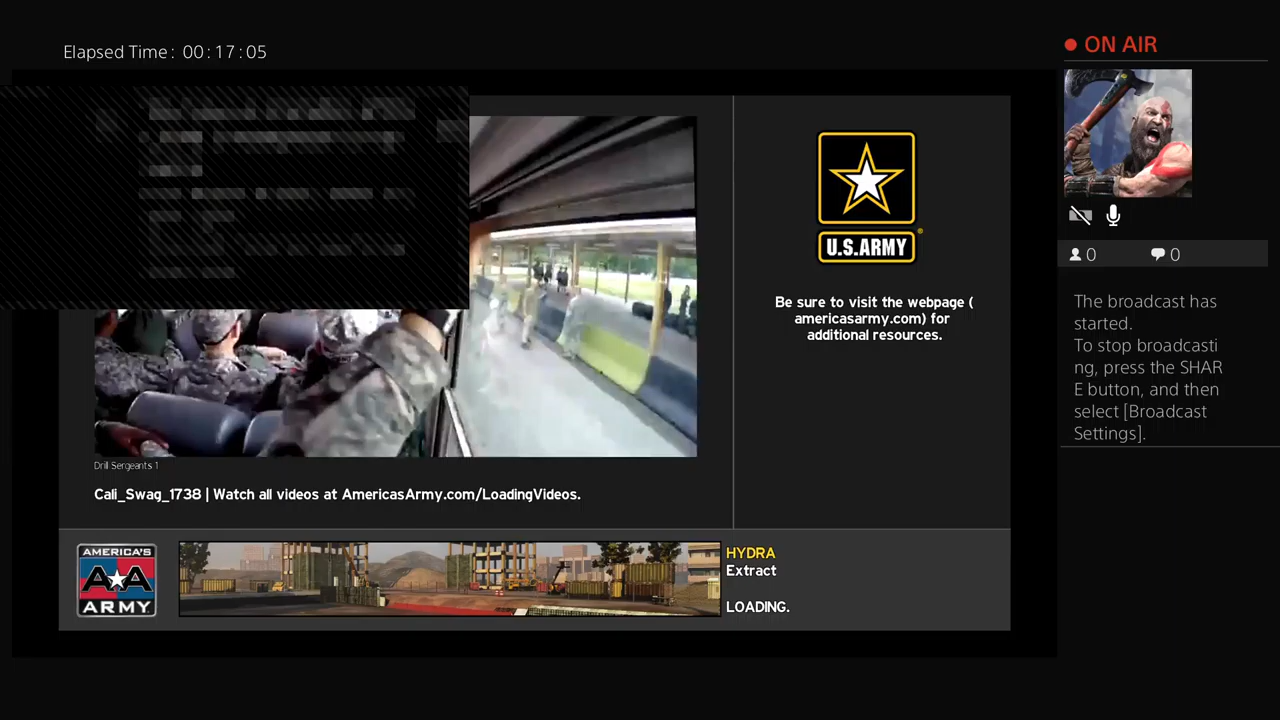 Elapsed Time: 00:17:05
ON AIR
0 0
The broadcast has
started.
To stop broadcasti
ng, press the SHAR
E button, and then
select [Broadcast
Settings].
U.S.ARMY
Be sure to visit the webpage (
americasarmy.com) for
additional resources.
Drill Sergeants 1
Cali_Swag_1738 | Watch all videos at AmericasArmy.com/LoadingVideos.
AMERICA'S
AA
ARMY
HYDRA
Extract
LOADING.